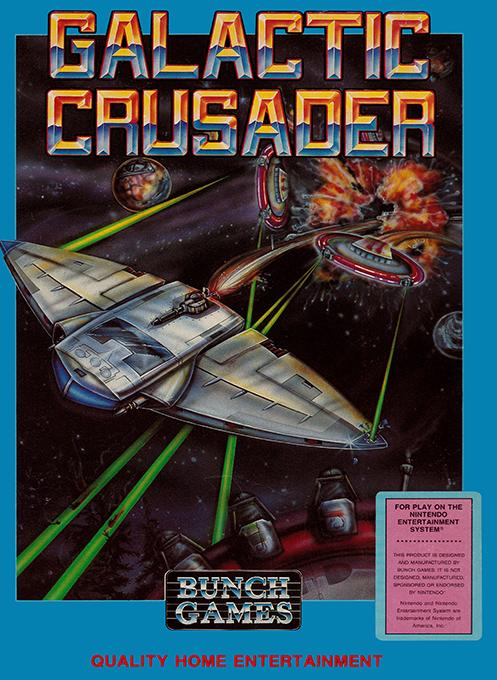 GALACTIC
CRUSADER
BUNCH
GAMES
FOR PLAY ON THE
NINTENDO
ENTERTAINMENT
SYSTEM®
THIS PRODUCT IS DESIGNED
AND MANUFACTURED BY
BUNCH GAMES. IT IS NOT
DESIGNED, MANUFACTURED,
SPONSORED OR ENDORSED
BY NINTENDO
Nintendo and Nintendo
Entertainment System are
trademarks of Nintendo of
America, Inc.
QUALITY HOME ENTERTAINMENT